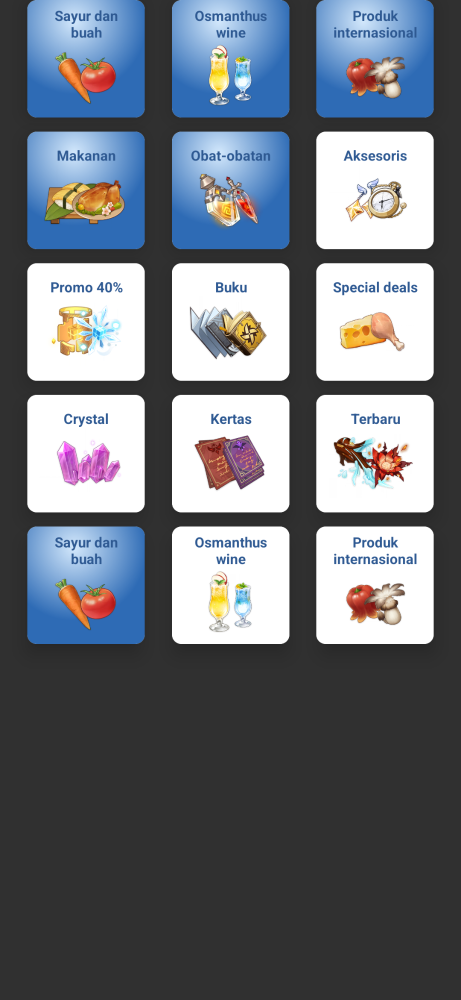 Sayur dan
buah
Osmanthus
wine
Produk
internasional
Makanan
Obat-obatan
Aksesoris
Promo 40%
Buku
Special deals
Crystal
Kertas
Terbaru
Sayur dan
buah
Osmanthus
wine
Produk
internasional